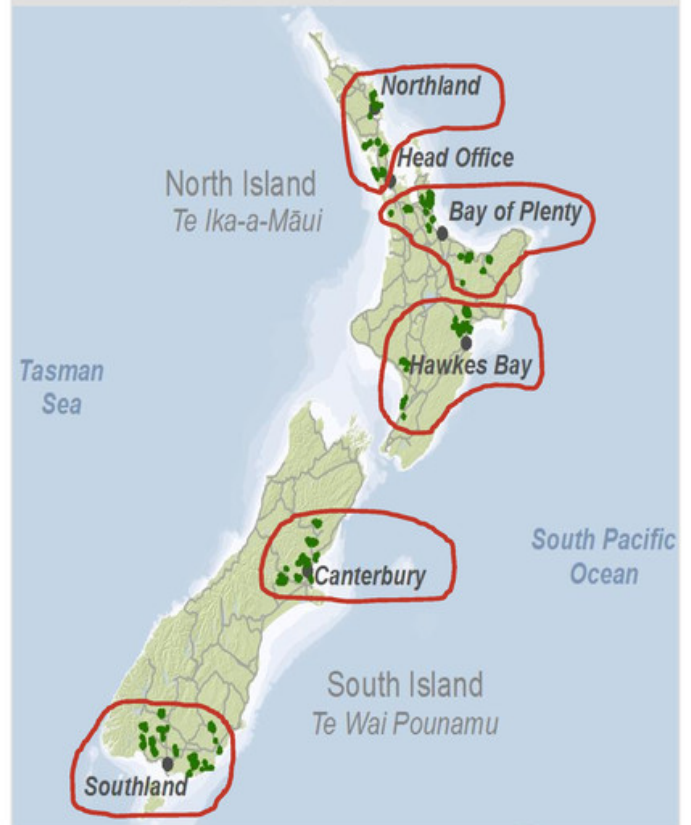 Northland
Head Office
North Island
Te Ika-a-Māui
Bay of Plenty
Tasman
Sea
Hawkes Bay
South Pacific
Ocean
Canterbury
South Island
Te Wai Pounamu
Southland